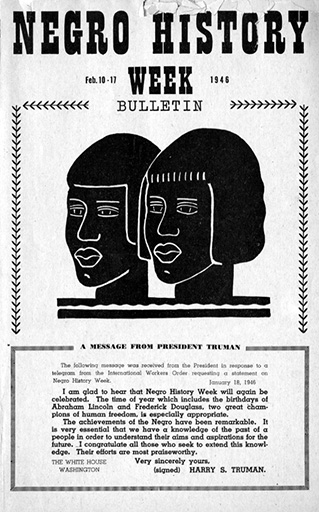 NEGRO HISTORY
Feb. 10-17 WEEK 1946
BULLETIN
A MESSAGE FROM PRESIDENT TRUMAN
The following message was received from the President in response to a
telegram from the International Workers Order requesting a statement on
Negro History Week. January 18, 1946
I am glad to hear that Negro History Week will again be
celebrated. The time of year which includes the birthdays of
Abraham Lincoln and Frederick Douglass, two great cham-
pions of human freedom, is especially appropriate.
The achievements of the Negro have been remarkable. It
is very essential that we have a knowledge of the past of a
people in order to understand their aims and aspirations for the
future. I congratulate all those who seek to extend this knowl-
edge. Their efforts are most praiseworthy.
THE WHITE HOUSE Very sincerely yours,
WASHINGTON (signed) HARRY S. TRUMAN.